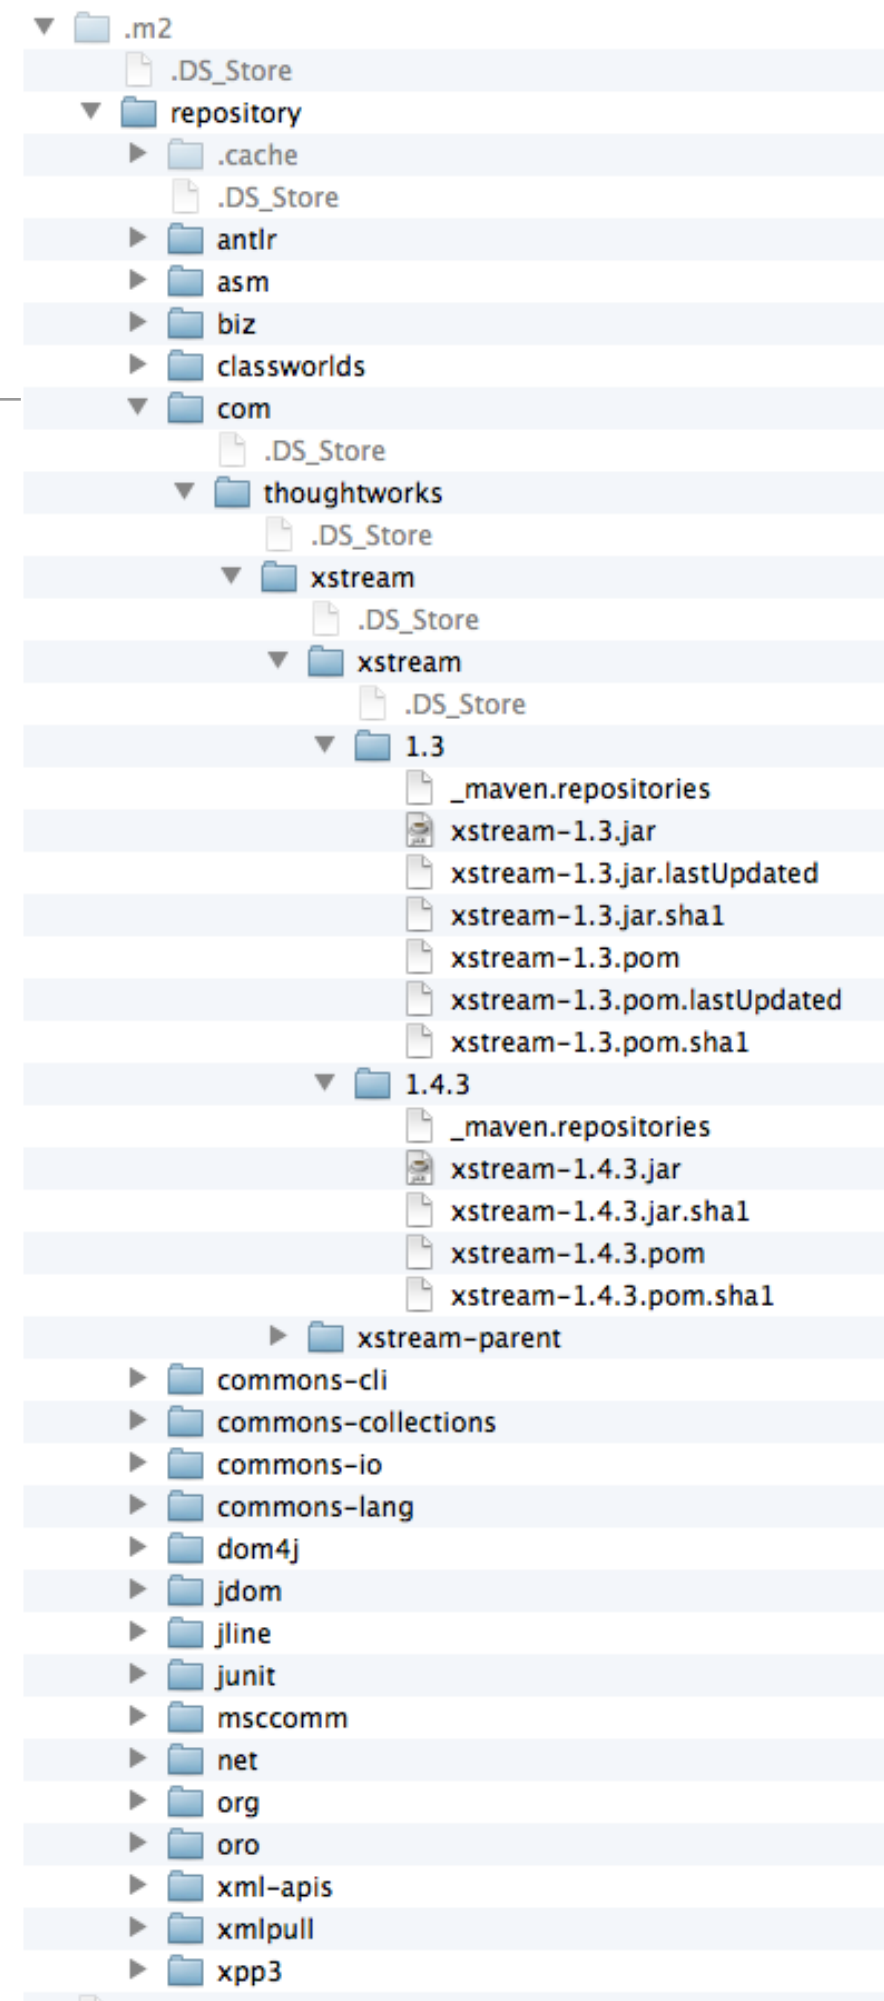 .m2
.DS_Store
repository
.cache
.DS_Store
antlr
asm
biz
classworlds
com
.DS_Store
thoughtworks
.DS_Store
xstream
.DS_Store
xstream
.DS_Store
1.3
_maven.repositories
xstream-1.3.jar
xstream-1.3.jar.lastUpdated
xstream-1.3.jar.sha1
xstream-1.3.pom
xstream-1.3.pom.lastUpdated
xstream-1.3.pom.sha1
1.4.3
_maven.repositories
xstream-1.4.3.jar
xstream-1.4.3.jar.sha1
xstream-1.4.3.pom
xstream-1.4.3.pom.sha1
xstream-parent
commons-cli
commons-collections
commons-io
commons-lang
dom4j
jdom
jline
junit
msccomm
net
org
oro
xml-apis
xmlpull
xpp3